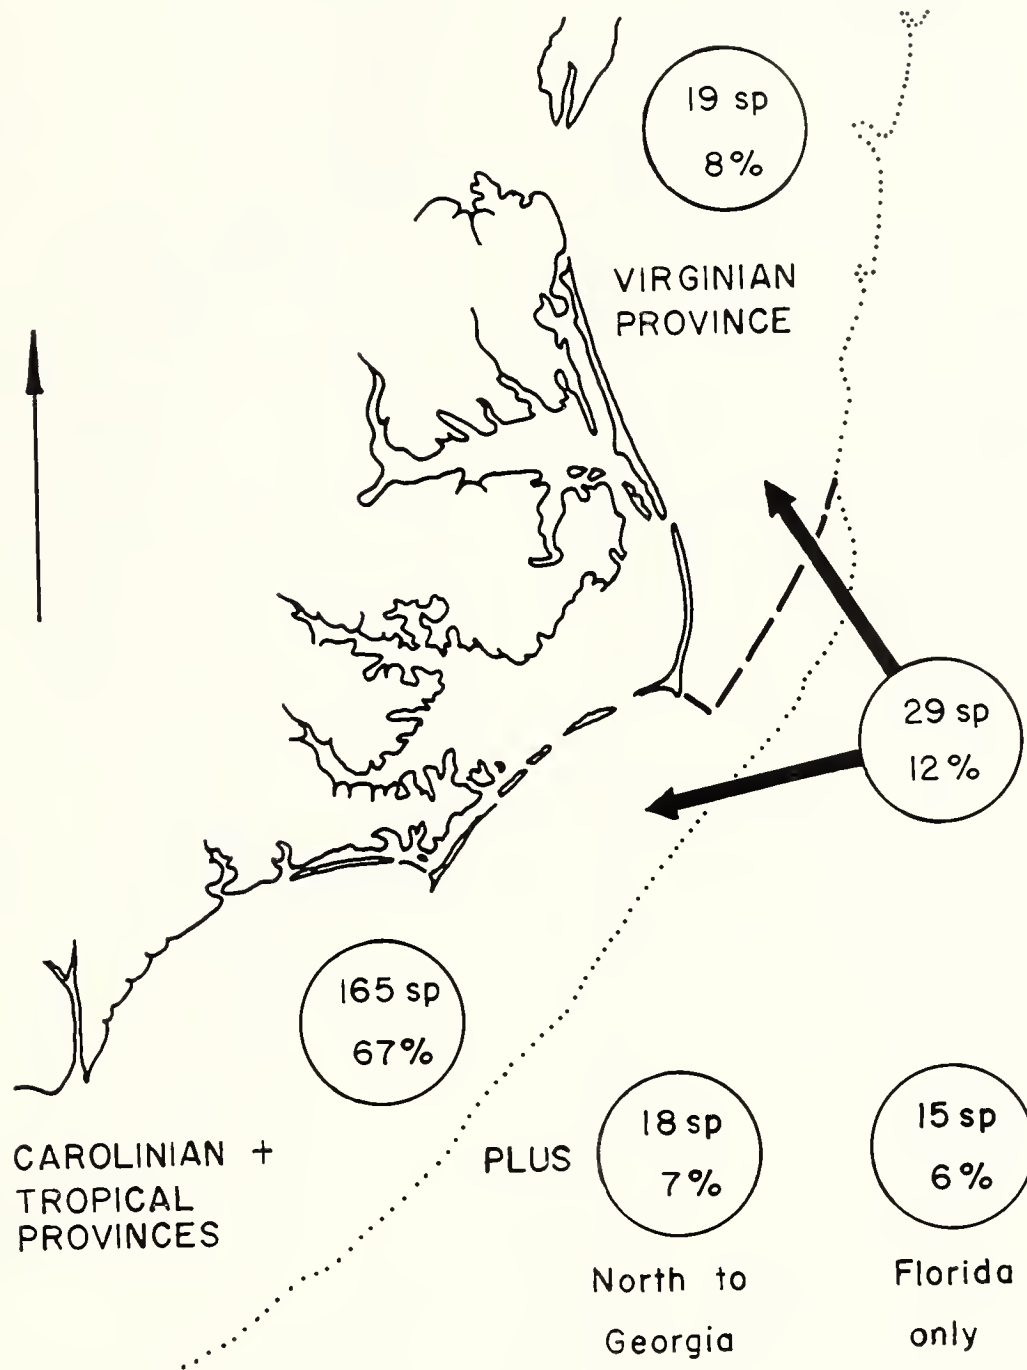 19 sp
8%
VIRGINIAN
PROVINCE
29 sp
12%
165 sp
67%
CAROLINIAN +
TROPICAL
PROVINCES
PLUS
18 sp
7%
North to
Georgia
15 sp
6%
Florida
only